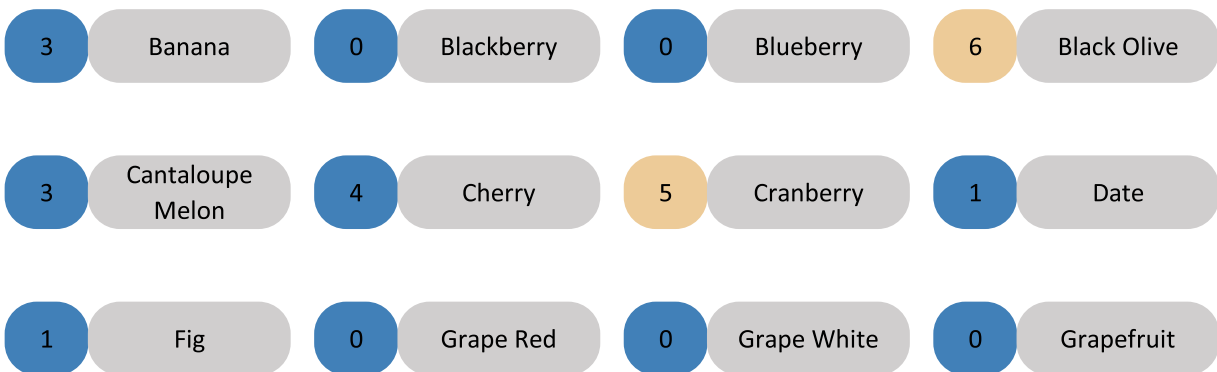 3 Banana 0 Blackberry 0 Blueberry 6 Black Olive
3 Cantaloupe Melon 4 Cherry 5 Cranberry 1 Date
1 Fig 0 Grape Red 0 Grape White 0 Grapefruit